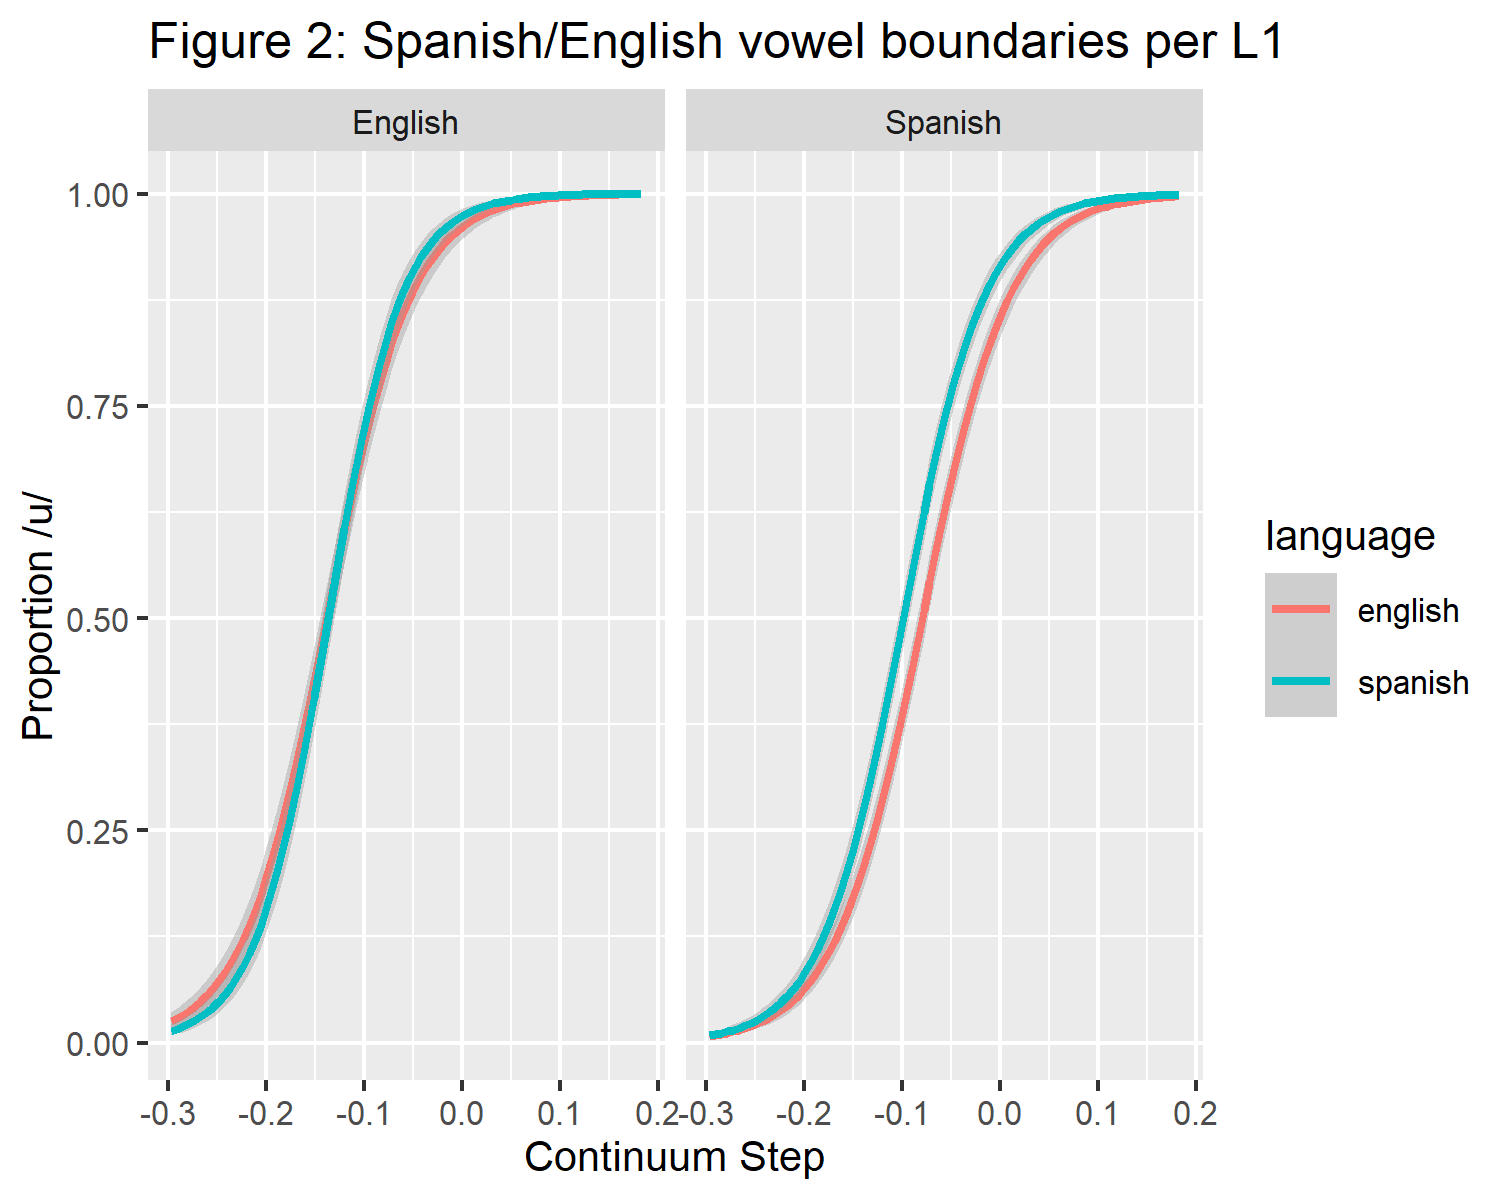 Figure 2: Spanish/English vowel boundaries per L1
English
Spanish
1.00
0.75
0.50
0.25
0.00
Proportion /u/
-0.3 -0.2 -0.1 0.0 0.1 0.2
-0.3 -0.2 -0.1 0.0 0.1 0.2
Continuum Step
language
english
spanish